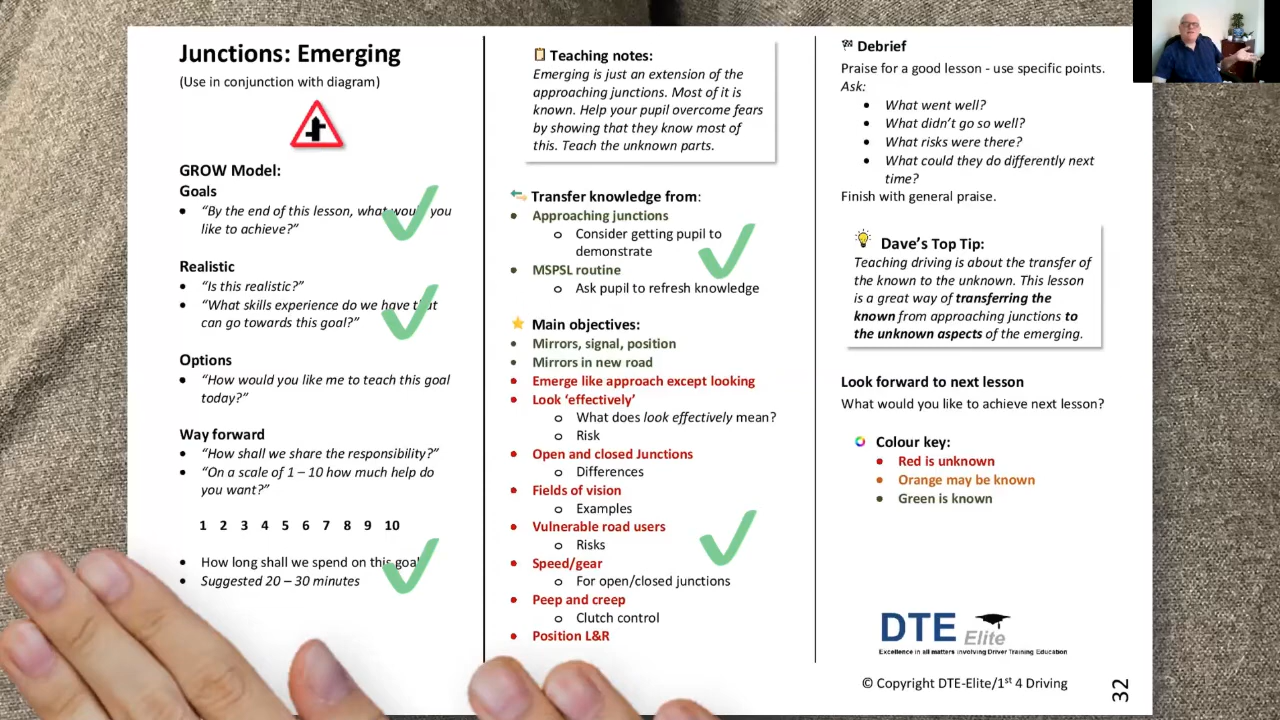 Junctions: Emerging
(Use in conjunction with diagram)
GROW Model:
Goals
• “By the end of this lesson, what would you
like to achieve?”
Realistic
• “Is this realistic?”
• “What skills experience do we have that
can go towards this goal?”
Options
• “How would you like me to teach this goal
today?”
Way forward
• “How shall we share the responsibility?”
• “On a scale of 1 – 10 how much help do
you want?”
1 2 3 4 5 6 7 8 9 10
• How long shall we spend on this goal
• Suggested 20 – 30 minutes
Teaching notes:
Emerging is just an extension of the
approaching junctions. Most of it is
known. Help your pupil overcome fears
by showing that they know most of
this. Teach the unknown parts.
Transfer knowledge from:
• Approaching junctions
o Consider getting pupil to
demonstrate
• MSPSL routine
o Ask pupil to refresh knowledge
Main objectives:
• Mirrors, signal, position
• Mirrors in new road
• Emerge like approach except looking
• Look ‘effectively’
o What does look effectively mean?
o Risk
• Open and closed Junctions
o Differences
• Fields of vision
o Examples
• Vulnerable road users
o Risks
• Speed/gear
o For open/closed junctions
• Peep and creep
o Clutch control
• Position L&R
Debrief
Praise for a good lesson - use specific points.
Ask:
• What went well?
• What didn’t go so well?
• What risks were there?
• What could they do differently next
time?
Finish with general praise.
Dave’s Top Tip:
Teaching driving is about the transfer of
the known to the unknown. This lesson
is a great way of transferring the
known from approaching junctions to
the unknown aspects of the emerging.
Look forward to next lesson
What would you like to achieve next lesson?
Colour key:
• Red is unknown
• Orange may be known
• Green is known
DTE Elite
Excellence in all matters involving Driver Training Education
© Copyright DTE-Elite/1st 4 Driving
32